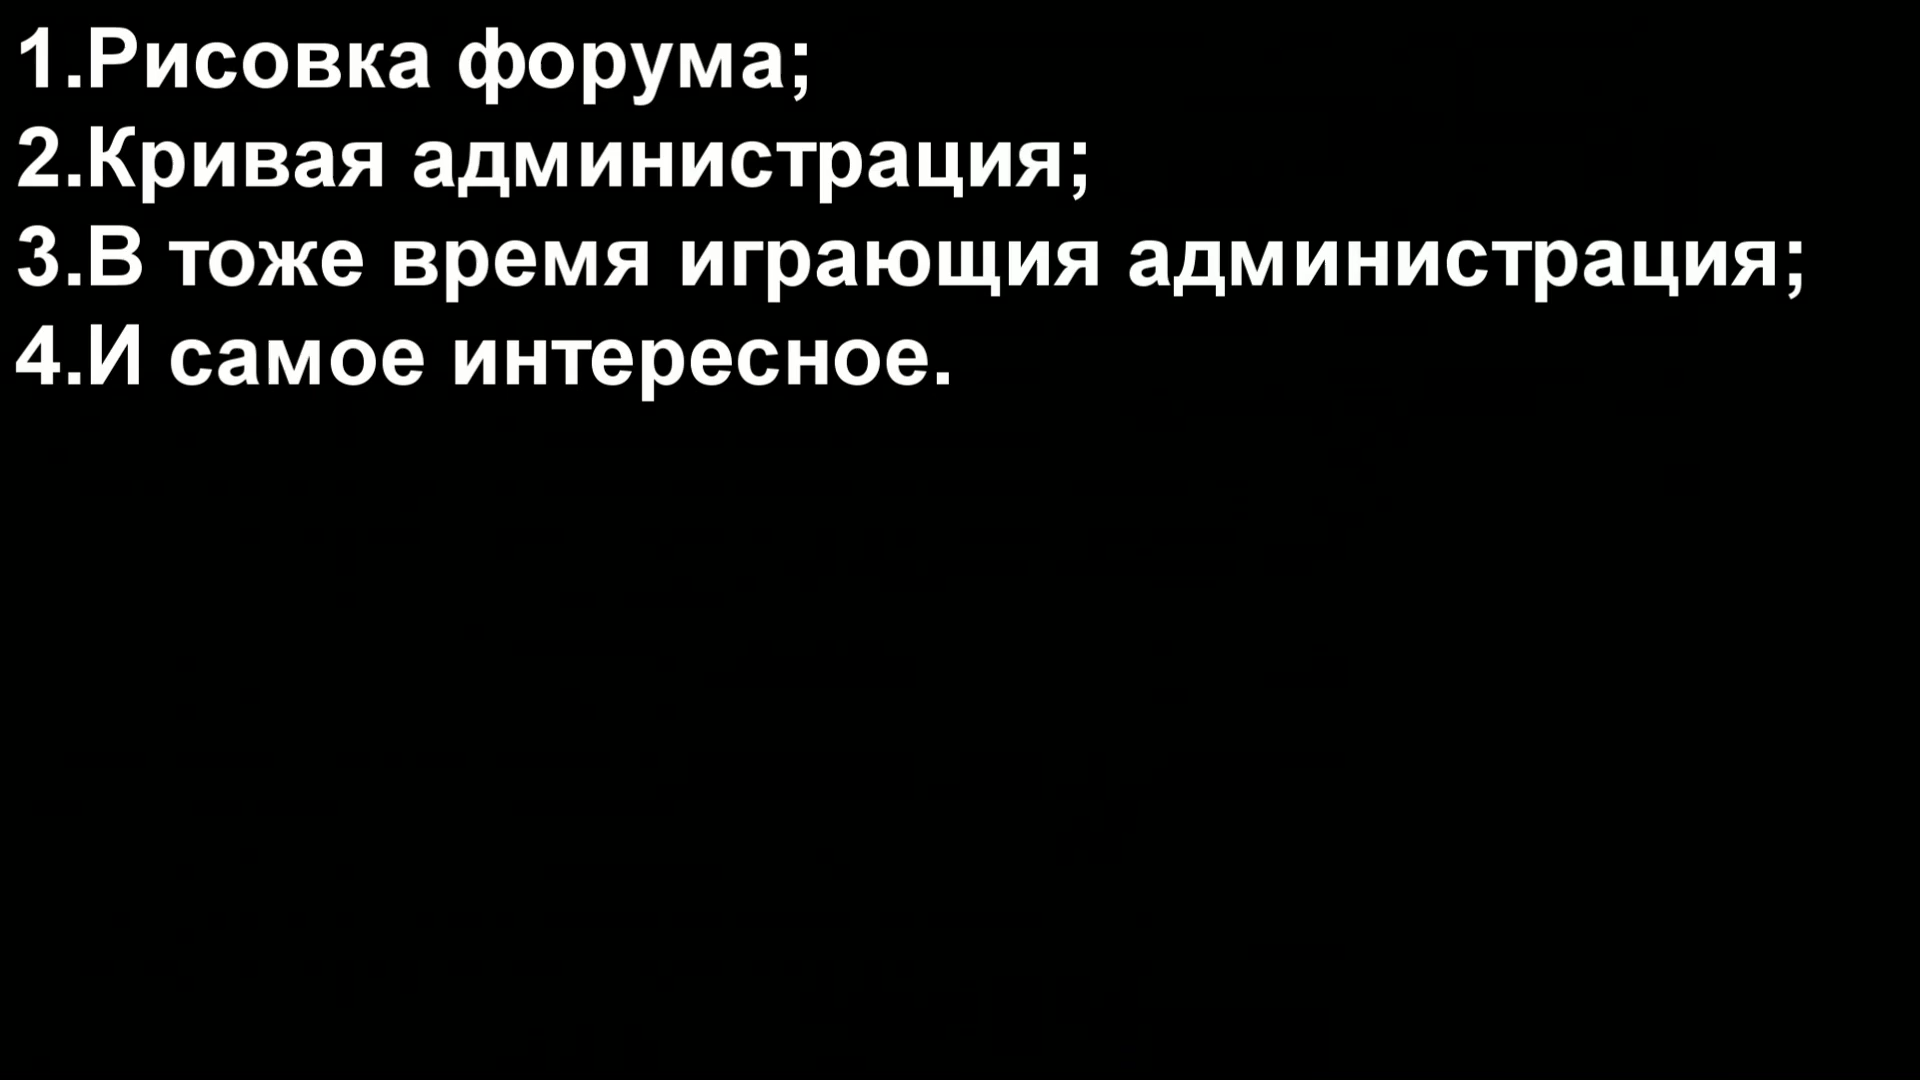 1.Рисовка форума;
2.Кривая администрация;
3.В тоже время играющия администрация;
4.И самое интересное.